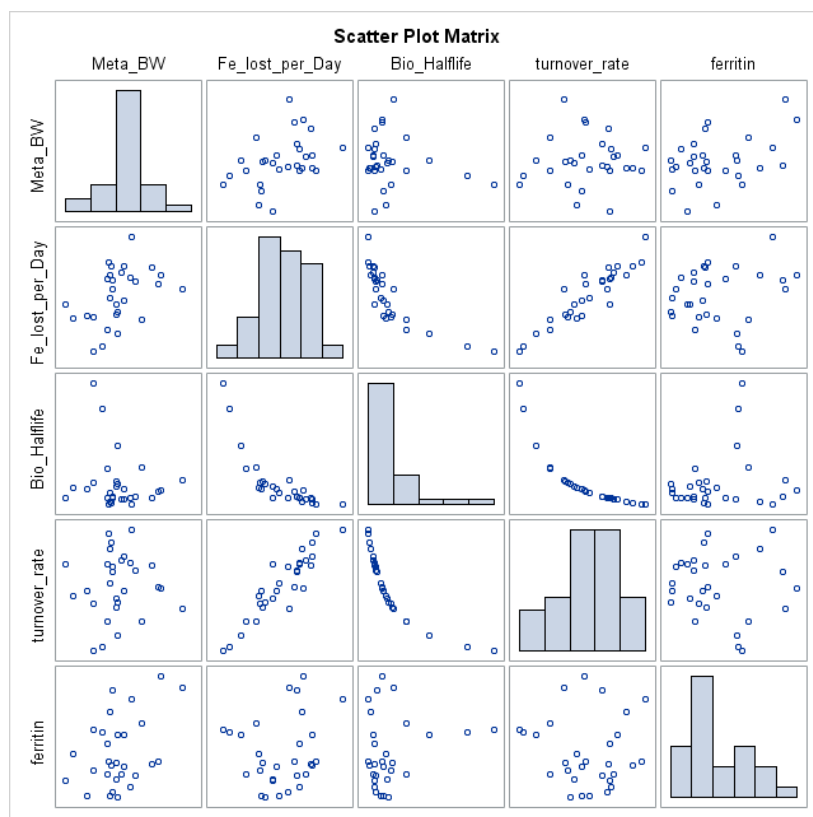 Scatter Plot Matrix
Meta_BW Fe_lost_per_Day Bio_Halflife turnover_rate ferritin
Meta_BW
Fe_lost_per_Day
Bio_Halflife
turnover_rate
ferritin